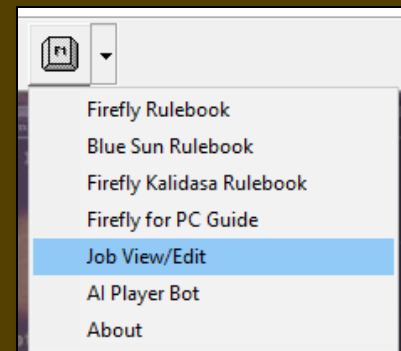 F1
Firefly Rulebook
Blue Sun Rulebook
Firefly Kalidasa Rulebook
Firefly for PC Guide
Job View/Edit
AI Player Bot
About